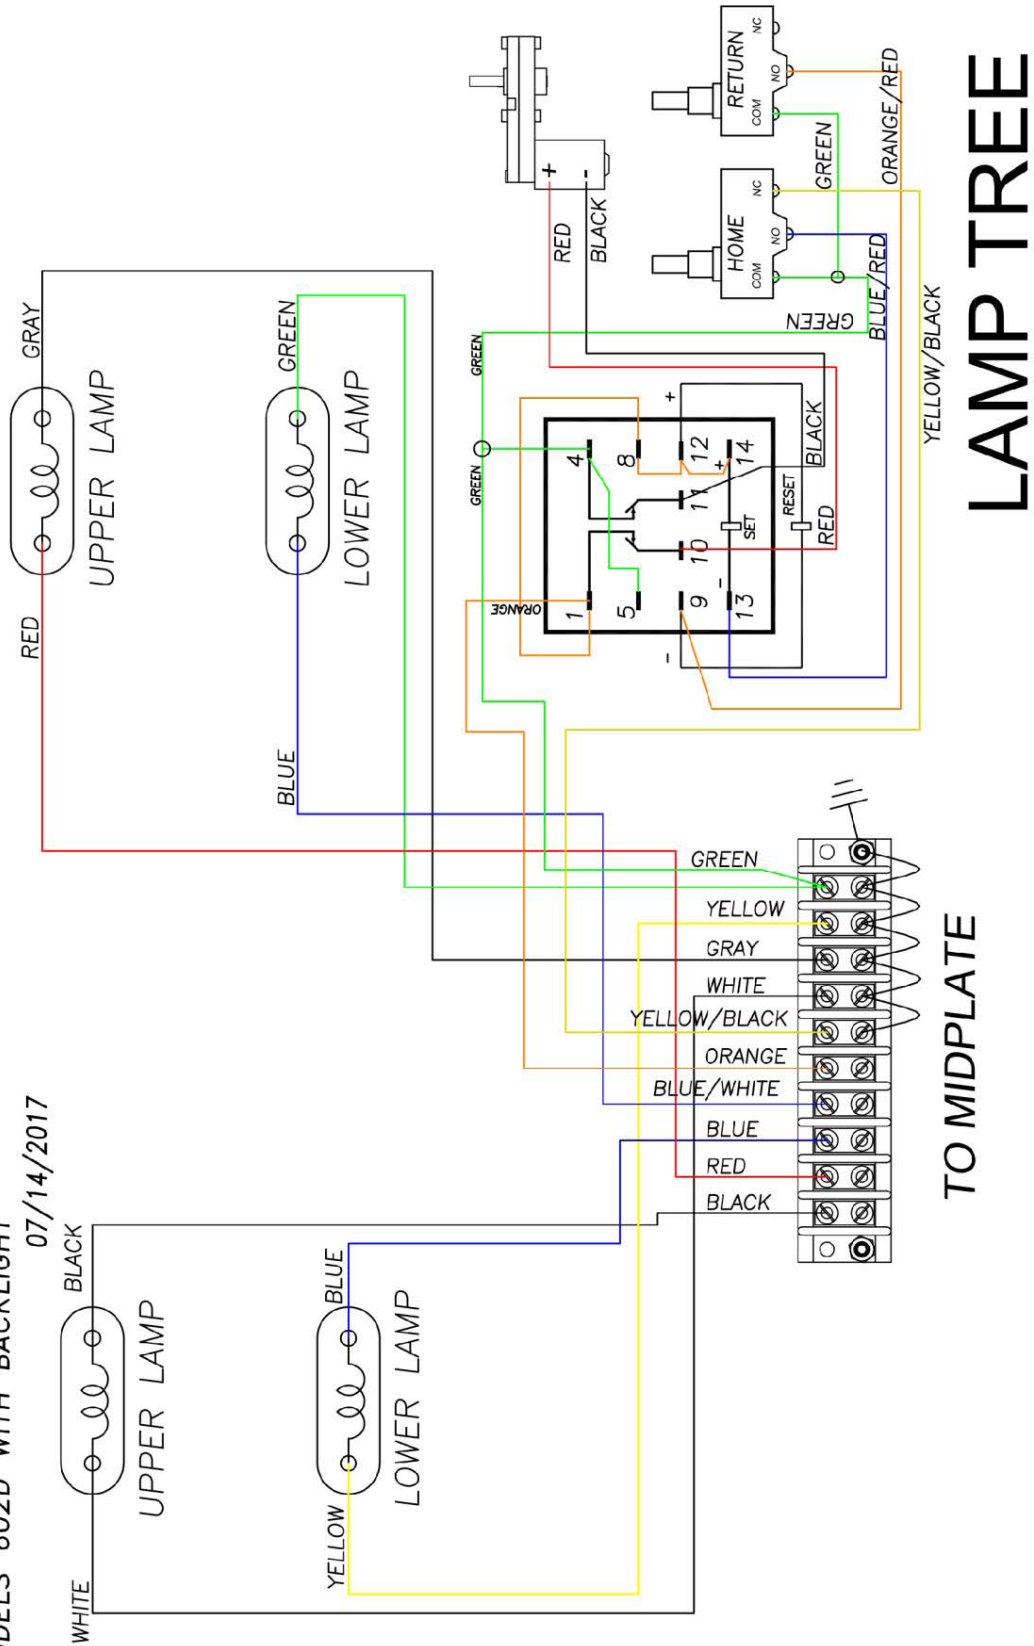 WITH BACKLIGHT
07/14/2017
LAMP TREE
TO MIDPLATE
WHITE
UPPER LAMP
BLACK
YELLOW
LOWER LAMP
BLUE
RED
UPPER LAMP
GRAY
BLUE
LOWER LAMP
GREEN
BLACK
RED
BLUE
BLUE/WHITE
ORANGE
YELLOW/BLACK
WHITE
GRAY
YELLOW
GREEN
ORANGE
GREEN
GREEN
1
4
5
8
9
10
11
12
13
14
-
+
-
+
SET
RESET
RED
BLACK
RED
BLACK
+
-
HOME
COM
NO
NC
RETURN
COM
NO
NC
GREEN
GREEN
BLUE/RED
ORANGE/RED
YELLOW/BLACK